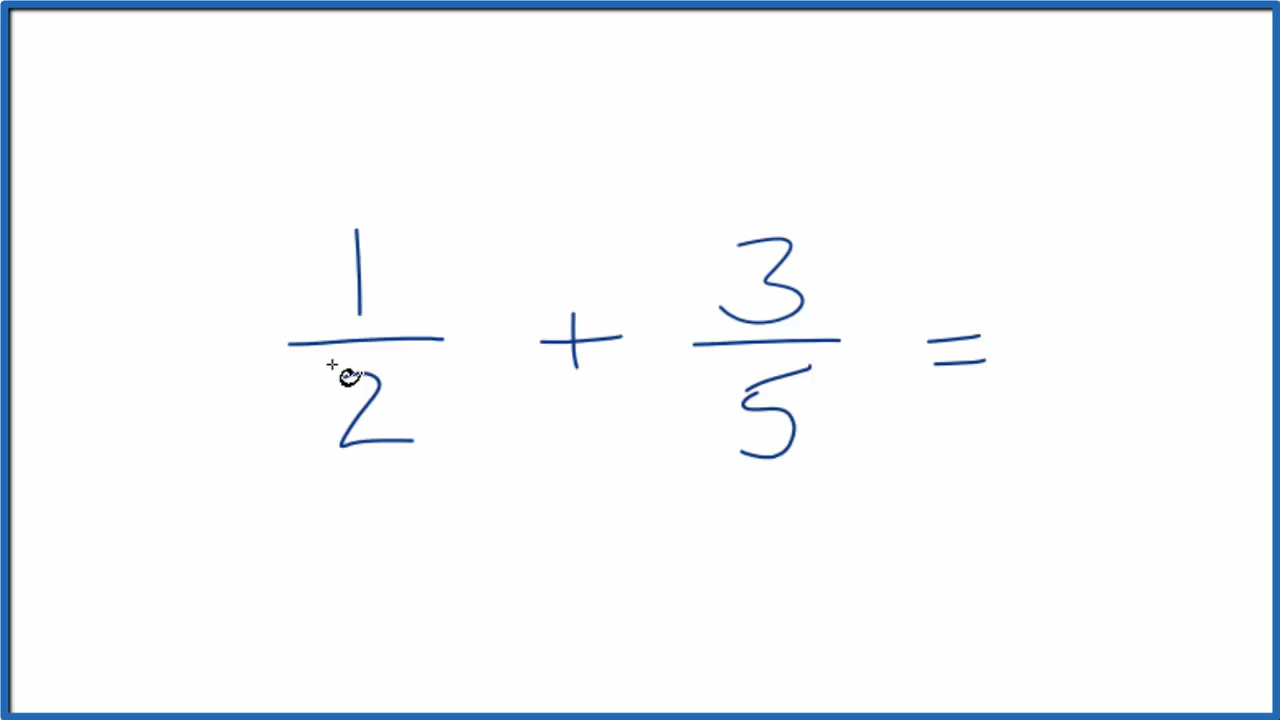 1/2 + 3/5 =